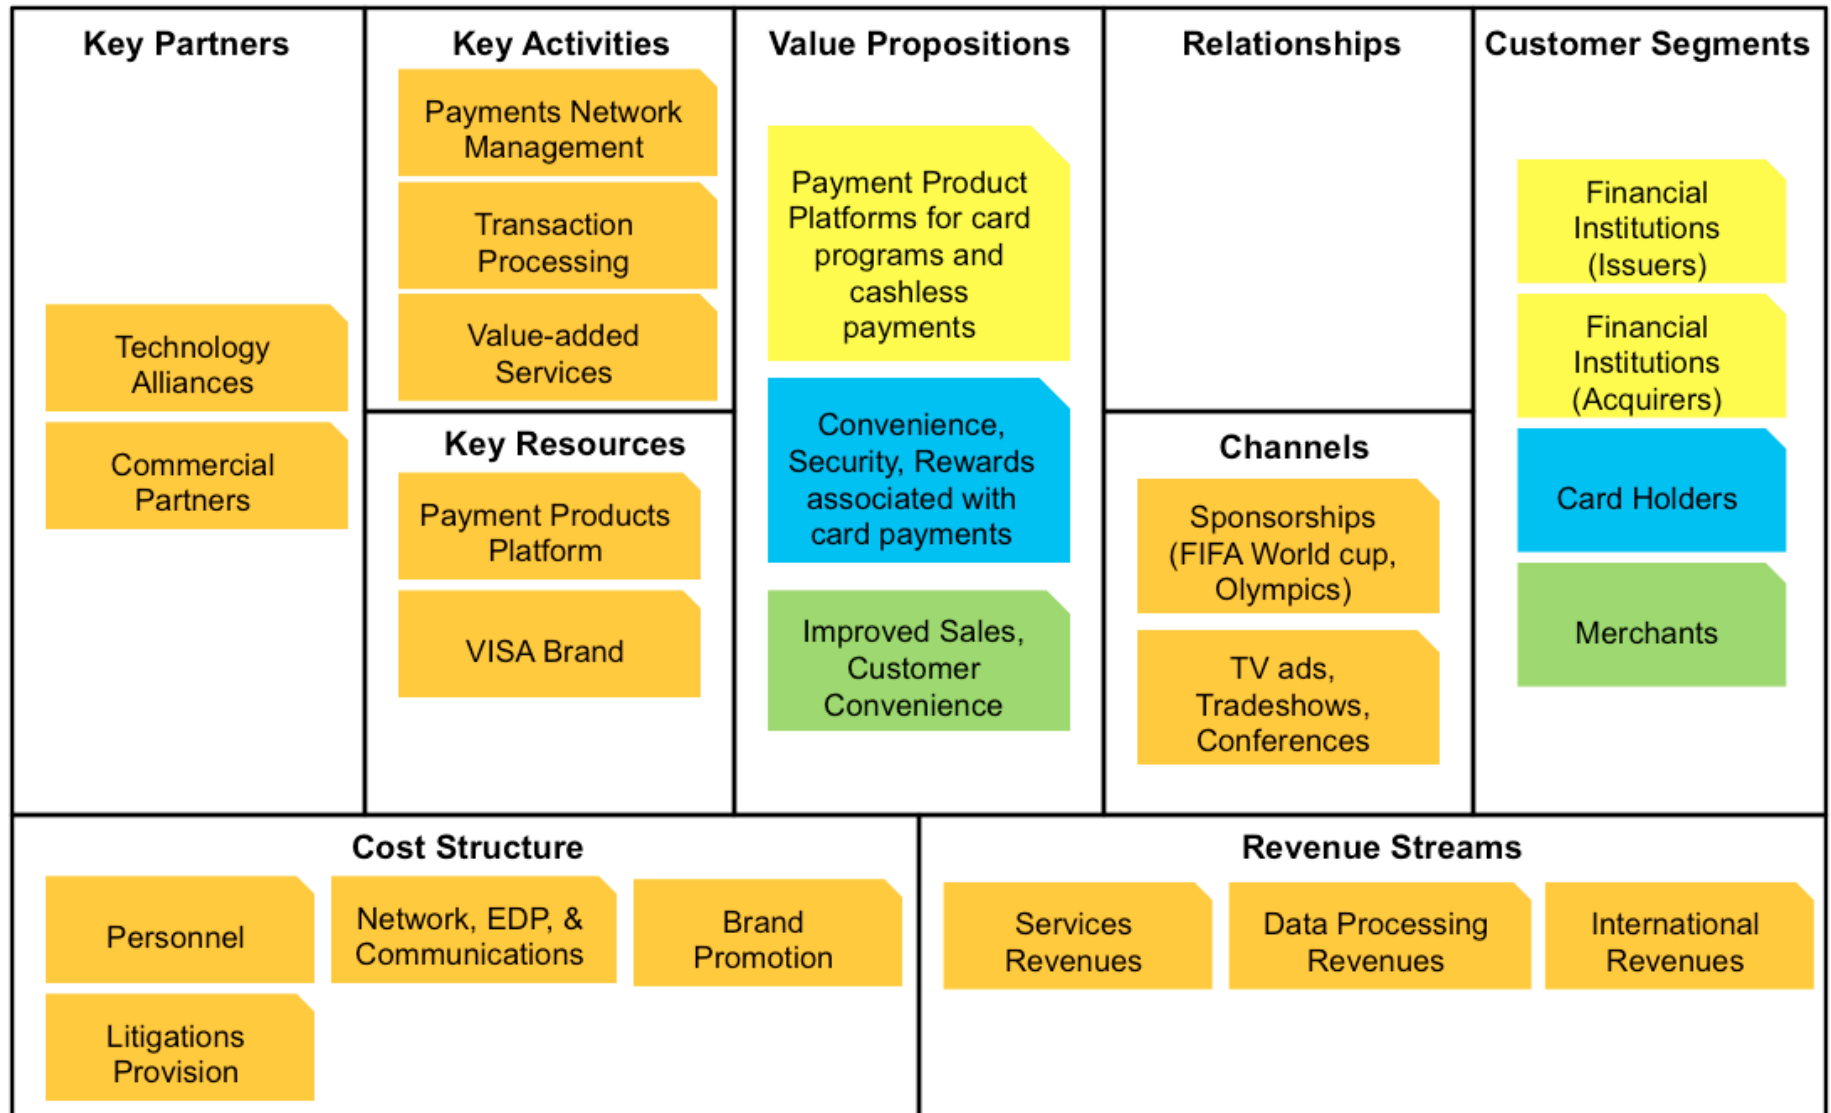 Key Partners
Technology
Alliances
Commercial
Partners
Key Activities
Payments Network
Management
Transaction
Processing
Value-added
Services
Key Resources
Payment Products
Platform
VISA Brand
Value Propositions
Payment Product
Platforms for card
programs and
cashless
payments
Convenience,
Security, Rewards
associated with
card payments
Improved Sales,
Customer
Convenience
Relationships
Channels
Sponsorships
(FIFA World cup,
Olympics)
TV ads,
Tradeshows,
Conferences
Customer Segments
Financial
Institutions
(Issuers)
Financial
Institutions
(Acquirers)
Card Holders
Merchants
Cost Structure
Personnel
Network, EDP, &
Communications
Brand
Promotion
Litigations
Provision
Revenue Streams
Services
Revenues
Data Processing
Revenues
International
Revenues